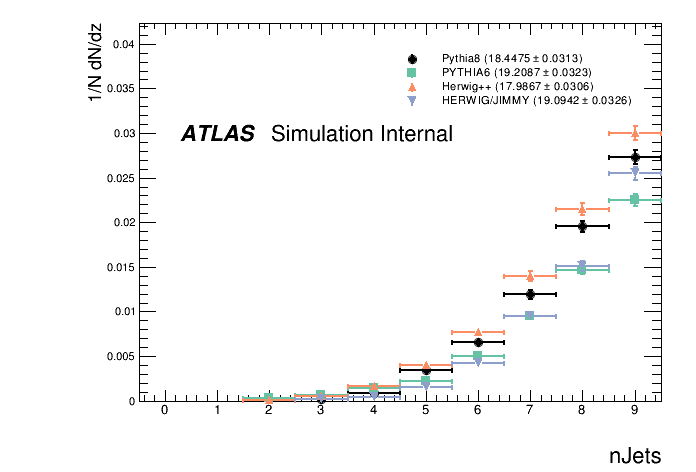 1/N dN/dz
0.04
0.035
0.03
0.025
0.02
0.015
0.01
0.005
0
Pythia8 (18.4475 ± 0.0313)
PYTHIA6 (19.2087 ± 0.0323)
Herwig++ (17.9867 ± 0.0306)
HERWIG/JIMMY (19.0942 ± 0.0326)
ATLAS Simulation Internal
0 1 2 3 4 5 6 7 8 9
nJets